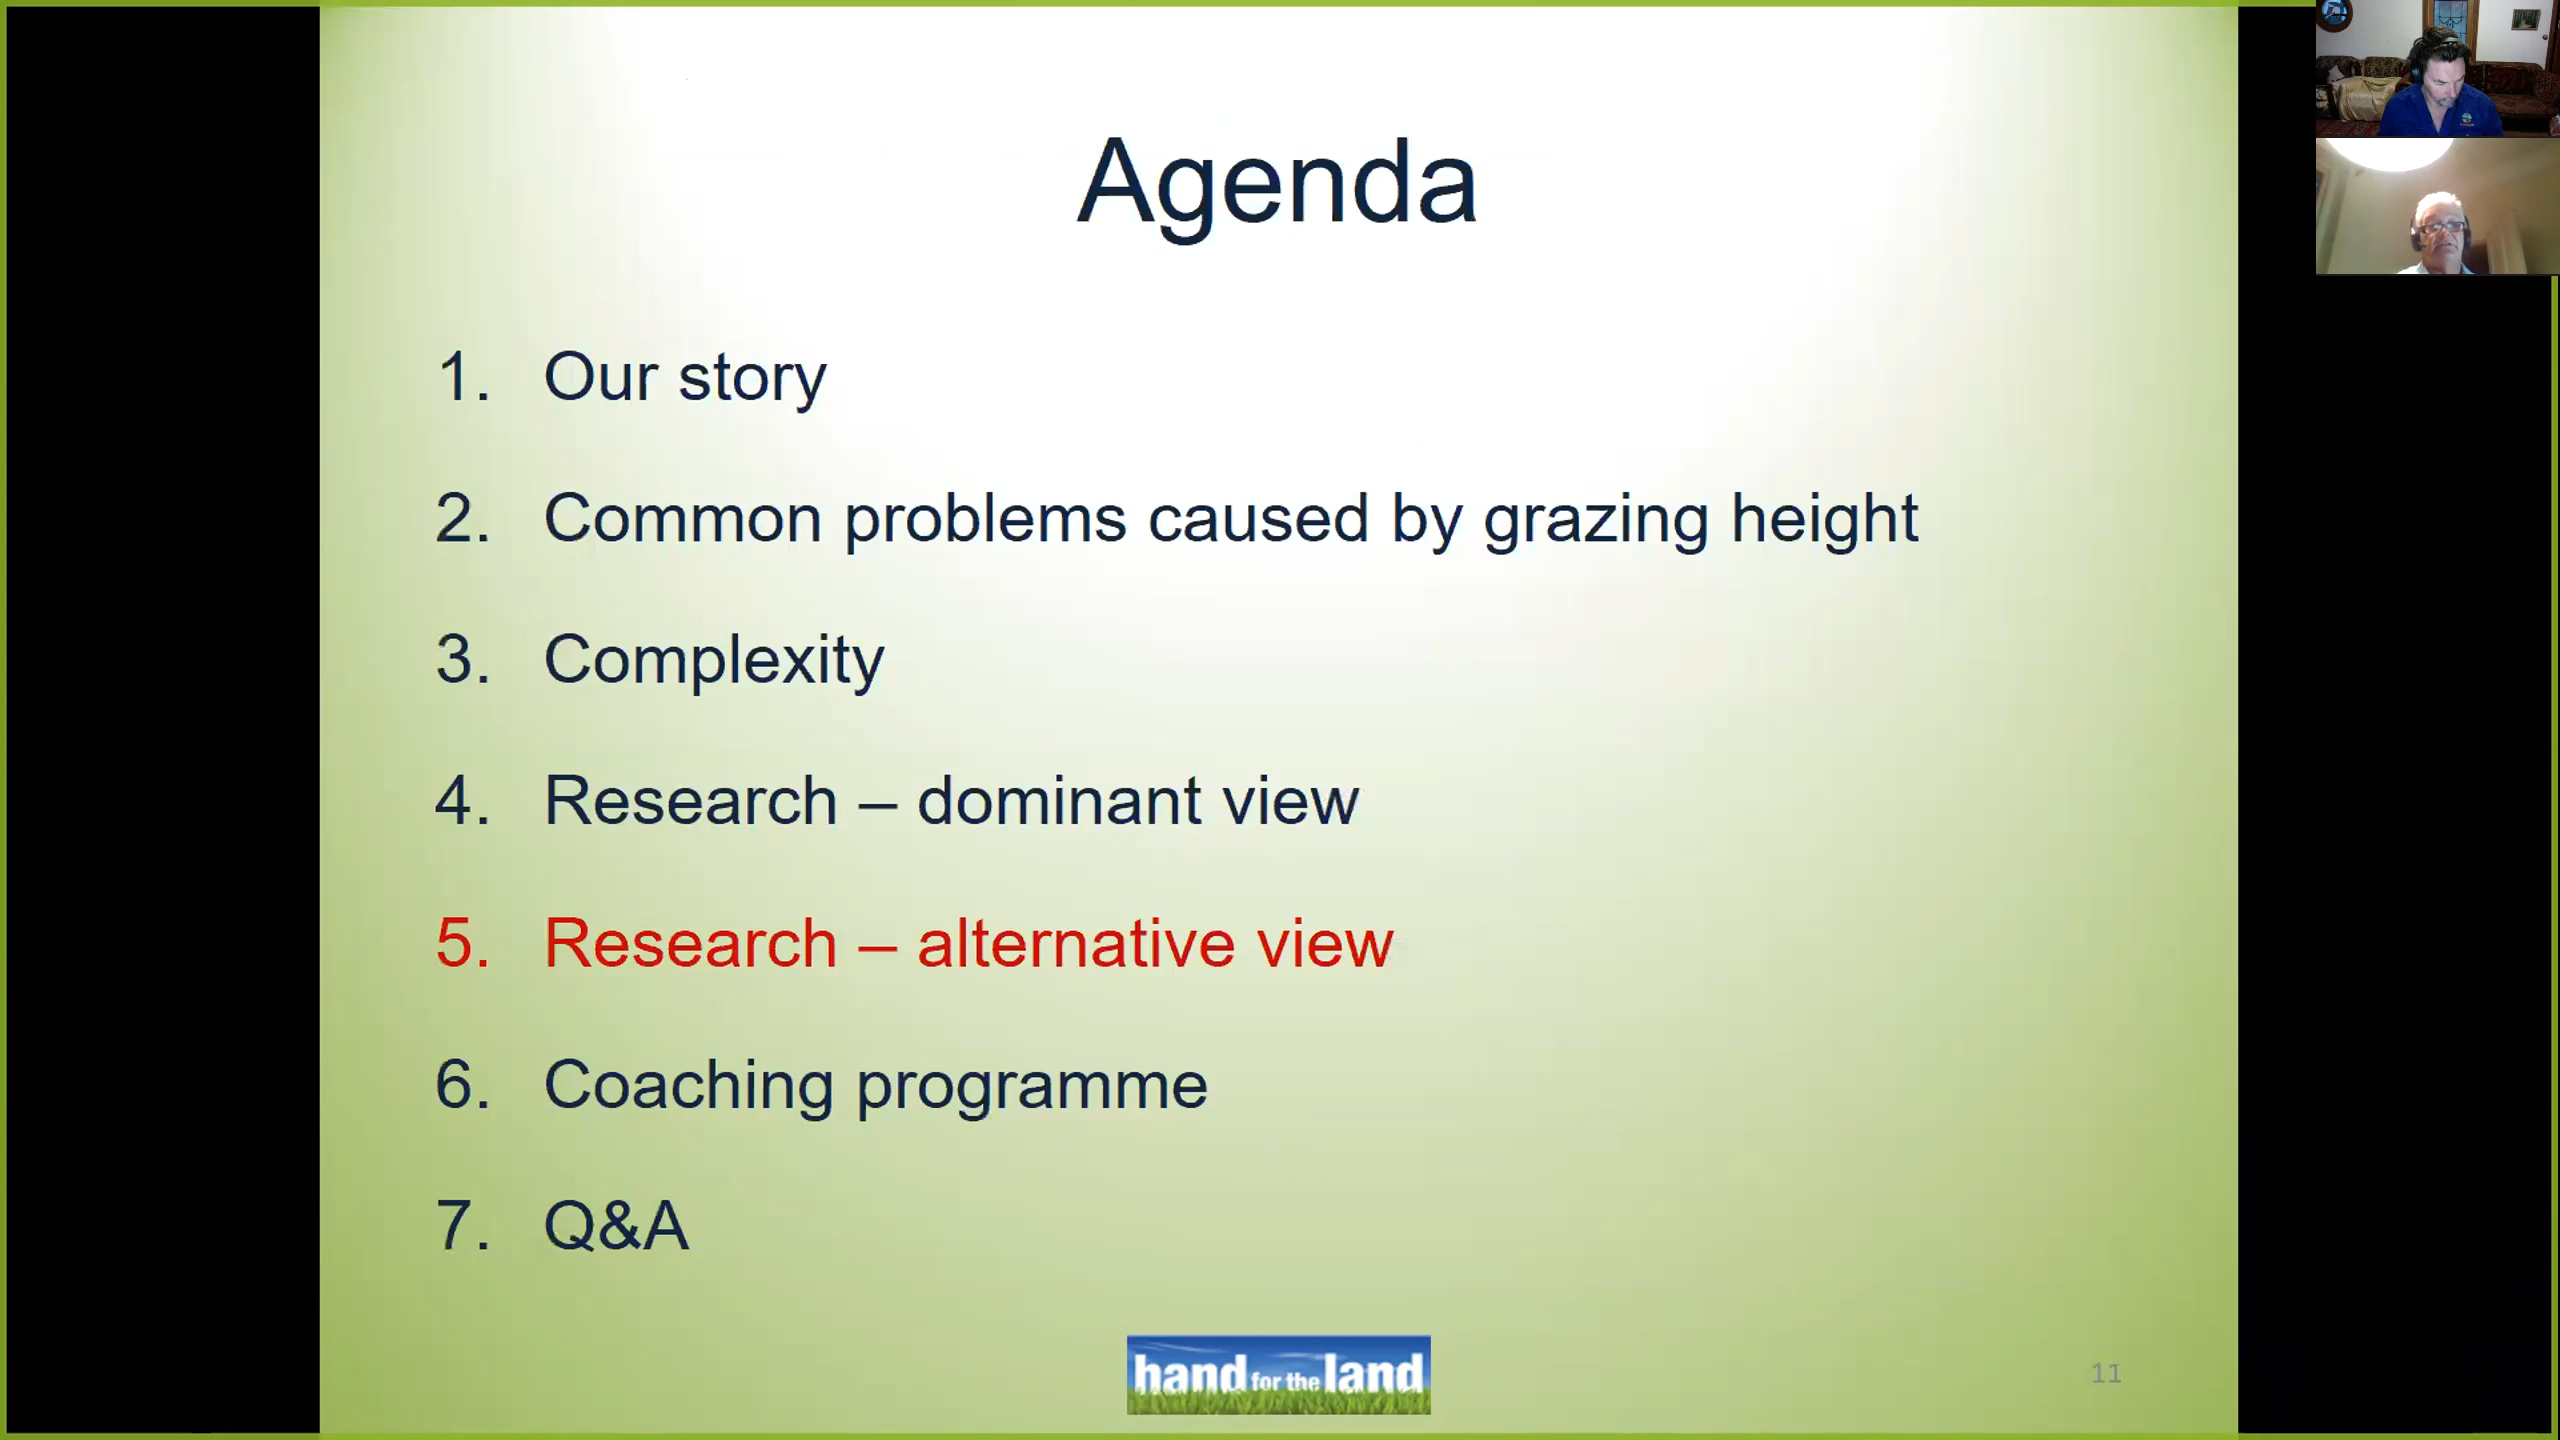 Agenda
1. Our story
2. Common problems caused by grazing height
3. Complexity
4. Research – dominant view
5. Research – alternative view
6. Coaching programme
7. Q&A
hand for the land
11